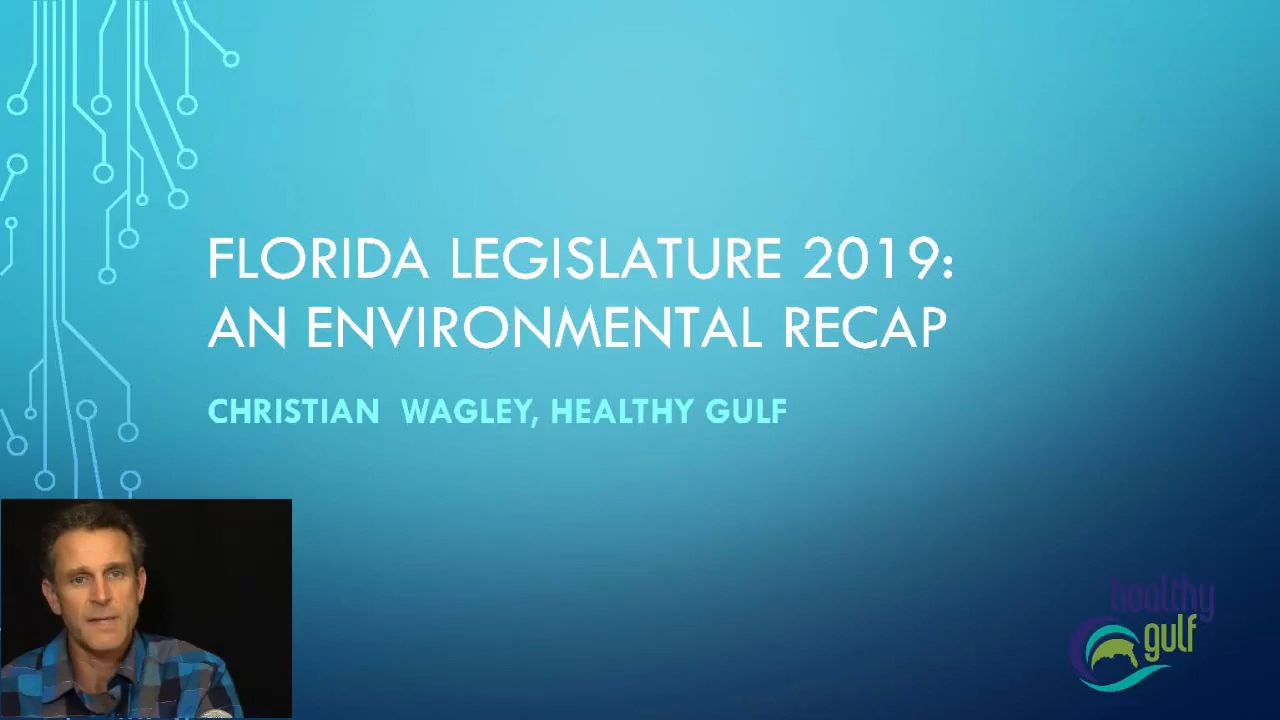 FLORIDA LEGISLATURE 2019:
AN ENVIRONMENTAL RECAP
CHRISTIAN WAGLEY, HEALTHY GULF
healthy
gulf